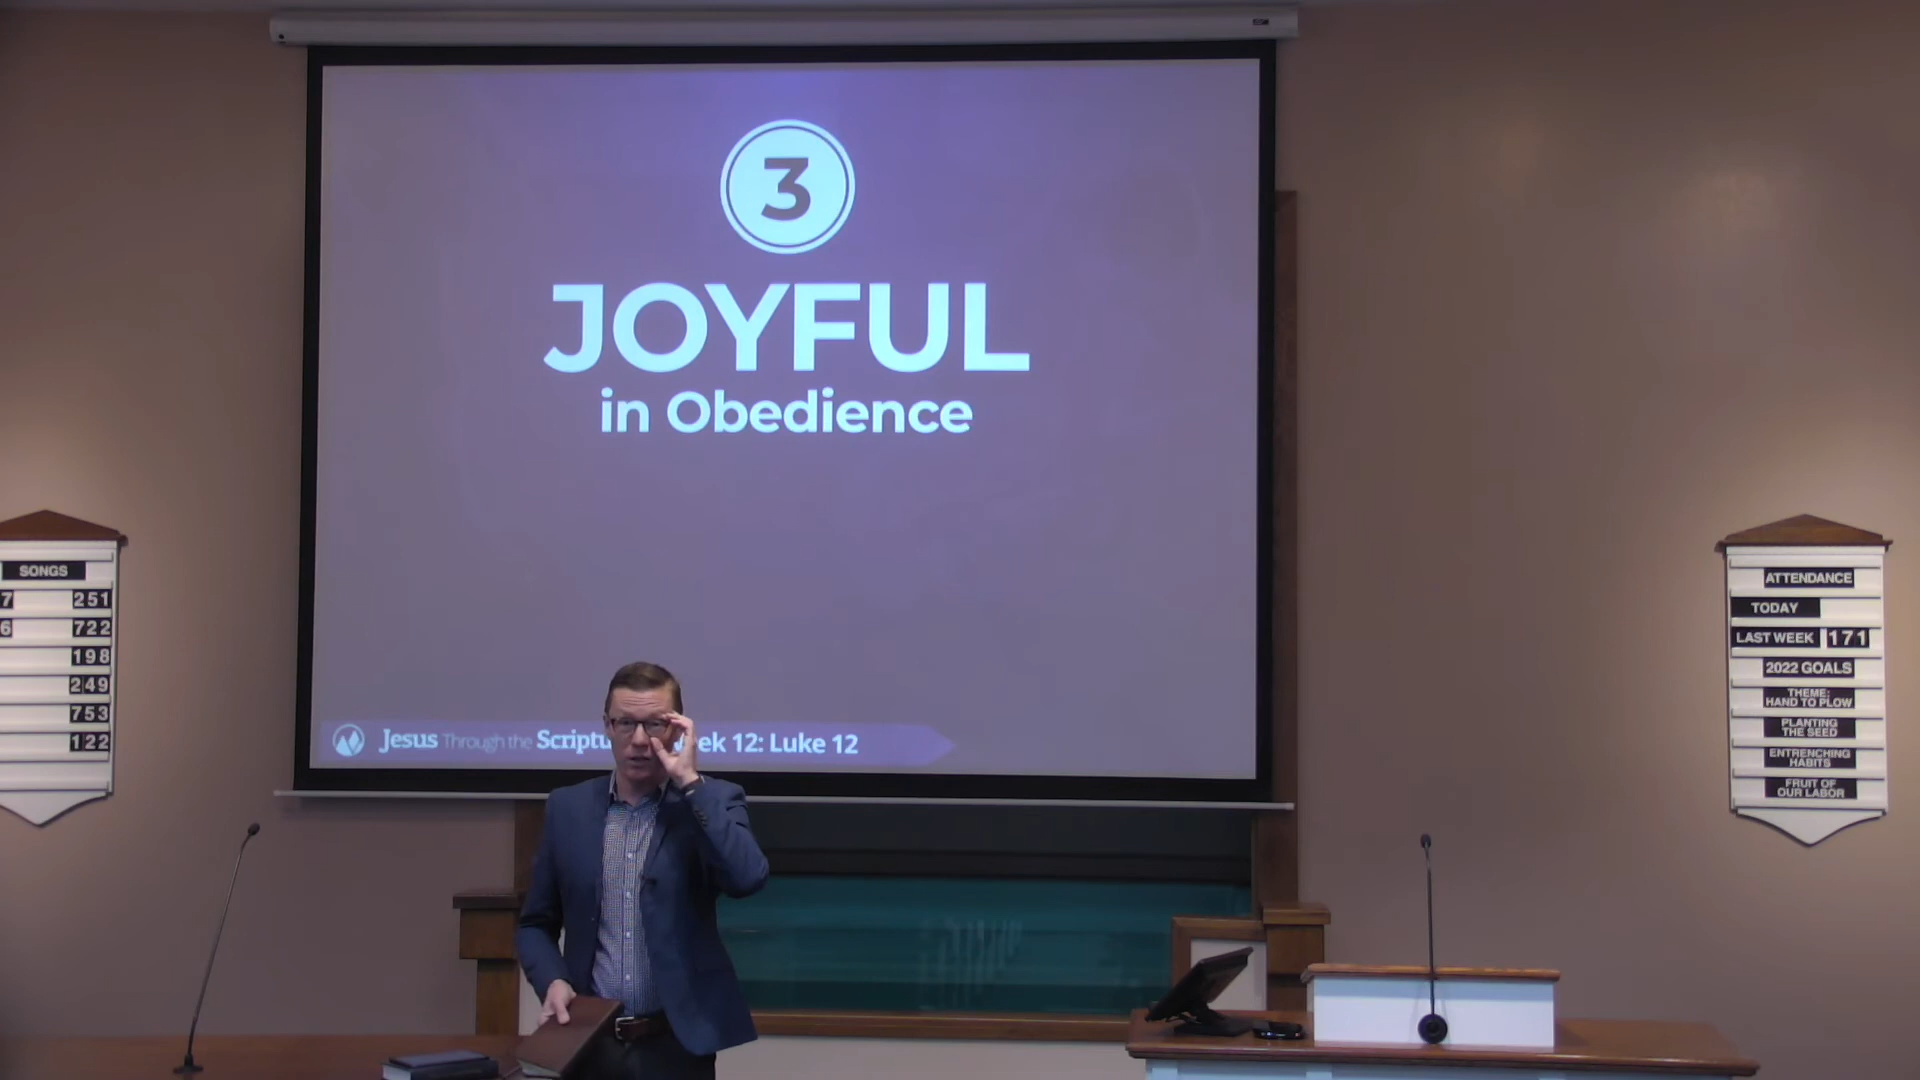 3
JOYFUL
in Obedience
Jesus Through the Scriptu ek 12: Luke 12
SONGS
7 251
6 722
198
249
753
122
ATTENDANCE
TODAY
LAST WEEK 171
2022 GOALS
THEME:
HAND TO PLOW
PLANTING
THE SEED
ENTRENCHING
HABITS
FRUIT OF
OUR LABOR